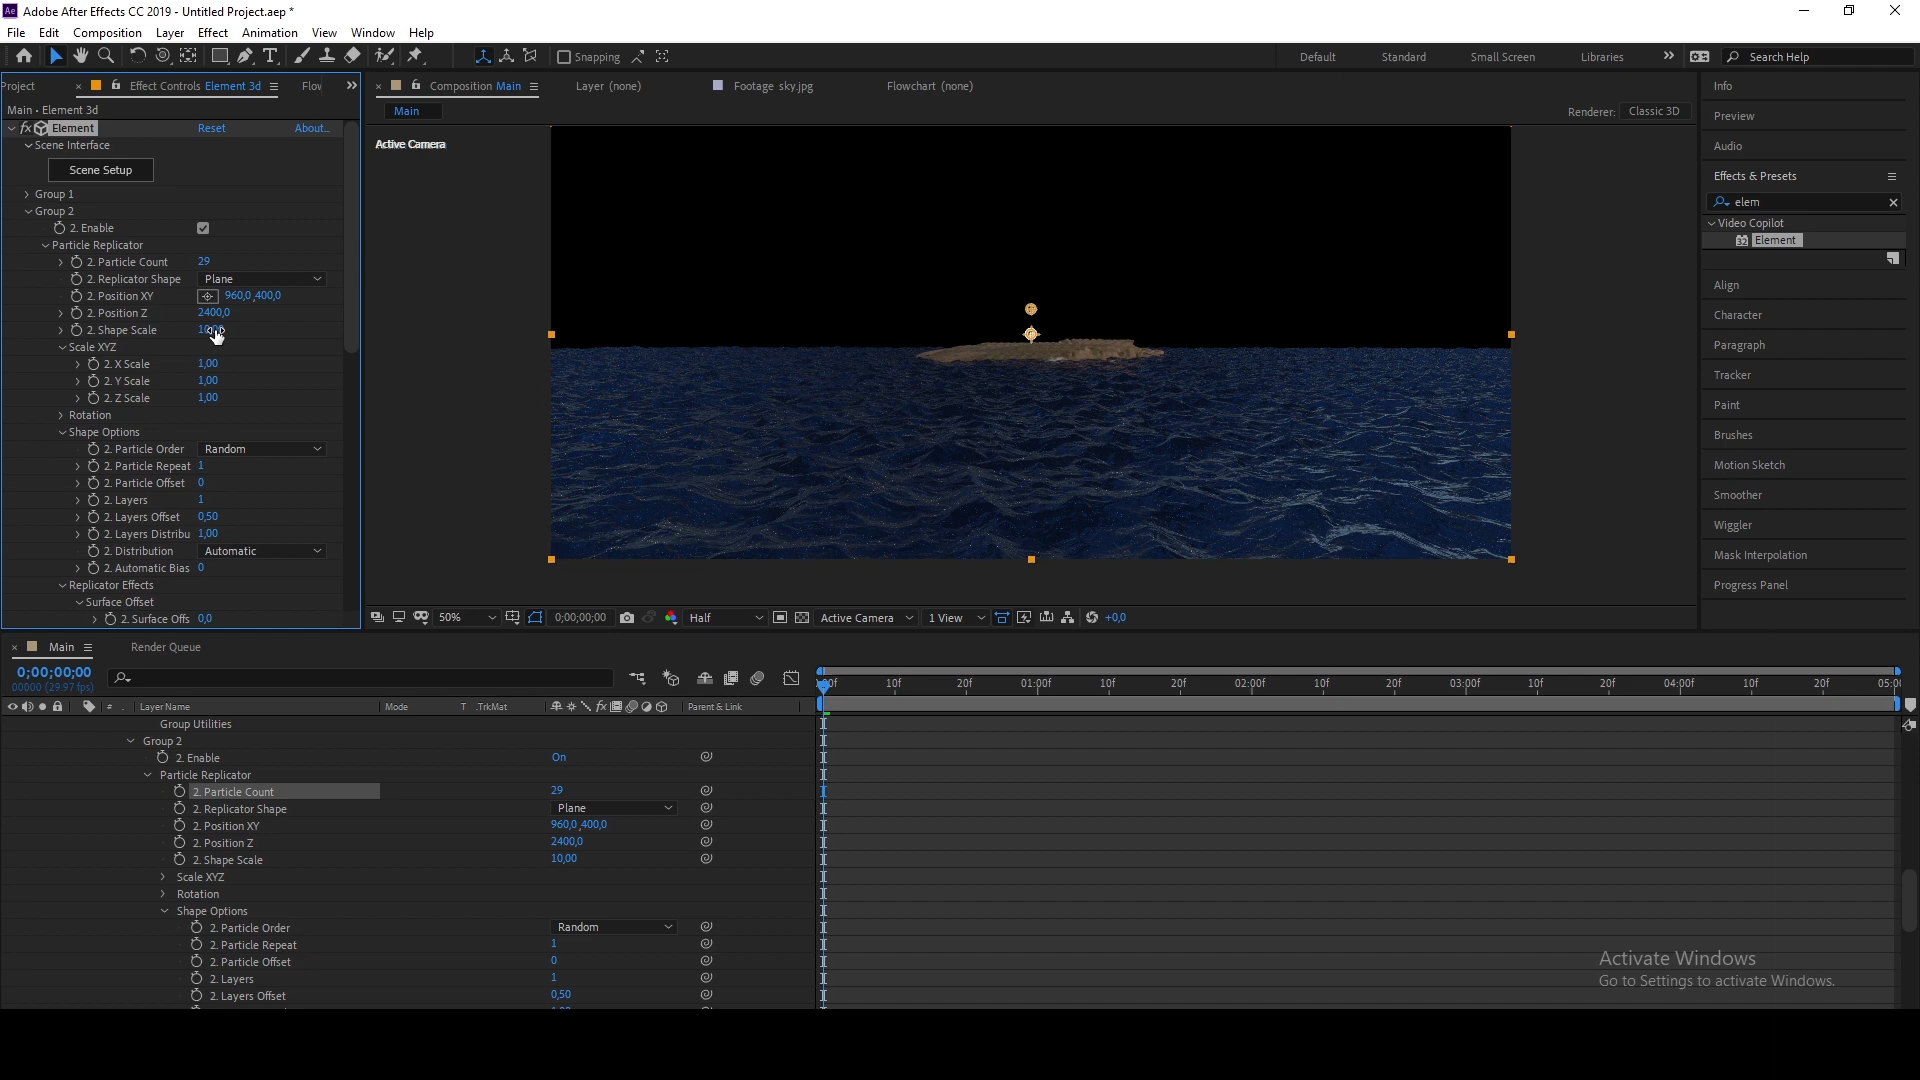 Adobe After Effects CC 2019 - Untitled Project.aep *
File Edit Composition Layer Effect Animation View Window Help
Snapping Default Standard Small Screen Libraries Search Help
Project Effect Controls Element 3d
Composition Main Layer (none) Footage sky.jpg Flowchart (none)
Main • Element 3d
Main
Renderer: Classic 3D
Active Camera
Element Reset About...
Scene Interface
Scene Setup
Group 1
Group 2
2. Enable
Particle Replicator
2. Particle Count 29
2. Replicator Shape Plane
2. Position XY 960,0 ,400,0
2. Position Z 2400,0
2. Shape Scale
Scale XYZ
2. X Scale 1,00
2. Y Scale 1,00
2. Z Scale 1,00
Rotation
Shape Options
2. Particle Order Random
2. Particle Repeat 1
2. Particle Offset 0
2. Layers 1
2. Layers Offset 0,50
2. Layers Distribu 1,00
2. Distribution Automatic
2. Automatic Bias 0
Replicator Effects
Surface Offset
2. Surface Offs 0,0
50% 0;00;00;00 Half Active Camera 1 View +0,0
Info
Preview
Audio
Effects & Presets
elem
Video Copilot
32 Element
Align
Character
Paragraph
Tracker
Paint
Brushes
Motion Sketch
Smoother
Wiggler
Mask Interpolation
Progress Panel
Main Render Queue
0;00;00;00
00000 (29.97 fps)
10f 20f 01:00f 10f 20f 02:00f 10f 20f 03:00f 10f 20f 04:00f 10f 20f
# Layer Name Mode T .TrkMat Parent & Link
Group Utilities
Group 2
2. Enable On
Particle Replicator
2. Particle Count 29
2. Replicator Shape Plane
2. Position XY 960,0 ,400,0
2. Position Z 2400,0
2. Shape Scale 10,00
Scale XYZ
Rotation
Shape Options
2. Particle Order Random
2. Particle Repeat 1
2. Particle Offset 0
2. Layers 1
2. Layers Offset 0,50
Activate Windows
Go to Settings to activate Windows.